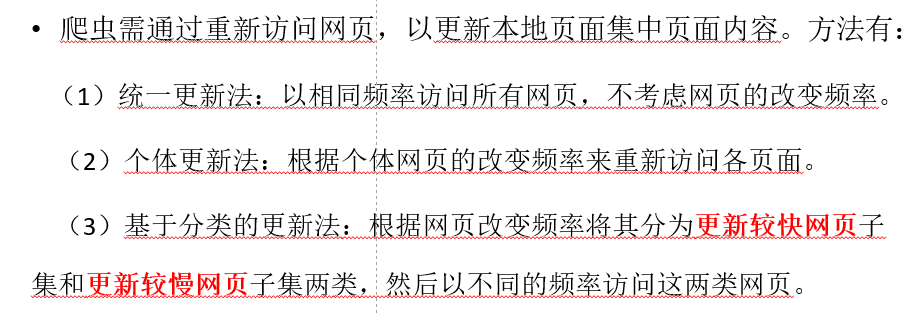 • 爬虫需通过重新访问网页，以更新本地页面集中页面内容。方法有：
（1）统一更新法：以相同频率访问所有网页，不考虑网页的改变频率。
（2）个体更新法：根据个体网页的改变频率来重新访问各页面。
（3）基于分类的更新法：根据网页改变频率将其分为更新较快网页子
集和更新较慢网页子集两类，然后以不同的频率访问这两类网页。